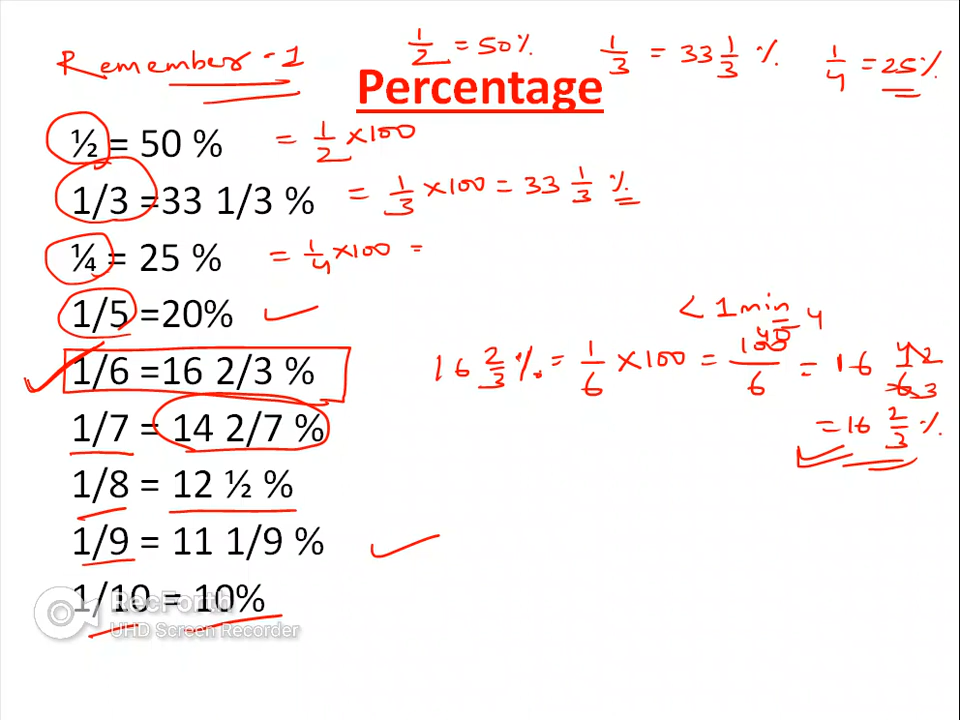 Remember - 1
1/2 = 50% 1/3 = 33 1/3 % 1/4 = 25%
Percentage
½ = 50 % = 1/2 ×100
1/3 =33 1/3 % = 1/3 ×100 = 33 1/3 %
¼ = 25 % = 1/4 ×100 =
1/5 =20%
< 1 min
1/6 =16 2/3 % 16 2/3 % = 1/6 ×100 = 100/6 = 16 4/6
1/7 = 14 2/7 % = 16 2/3 %
1/8 = 12 ½ %
1/9 = 11 1/9 %
1/10 = 10%
RecForth
UHD Screen Recorder